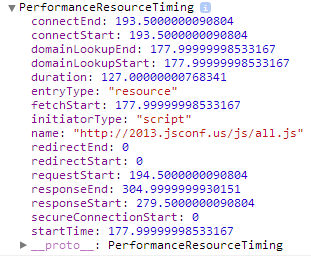 ▼ PerformanceResourceTiming i
connectEnd: 193.5000000090804
connectStart: 193.5000000090804
domainLookupEnd: 177.99999998533167
domainLookupStart: 177.99999998533167
duration: 127.00000000768341
entryType: "resource"
fetchStart: 177.99999998533167
initiatorType: "script"
name: "http://2013.jsconf.us/js/all.js"
redirectEnd: 0
redirectStart: 0
requestStart: 194.5000000090804
responseEnd: 304.9999999930151
responseStart: 279.5000000090804
secureConnectionStart: 0
startTime: 177.99999998533167
▶ __proto__: PerformanceResourceTiming